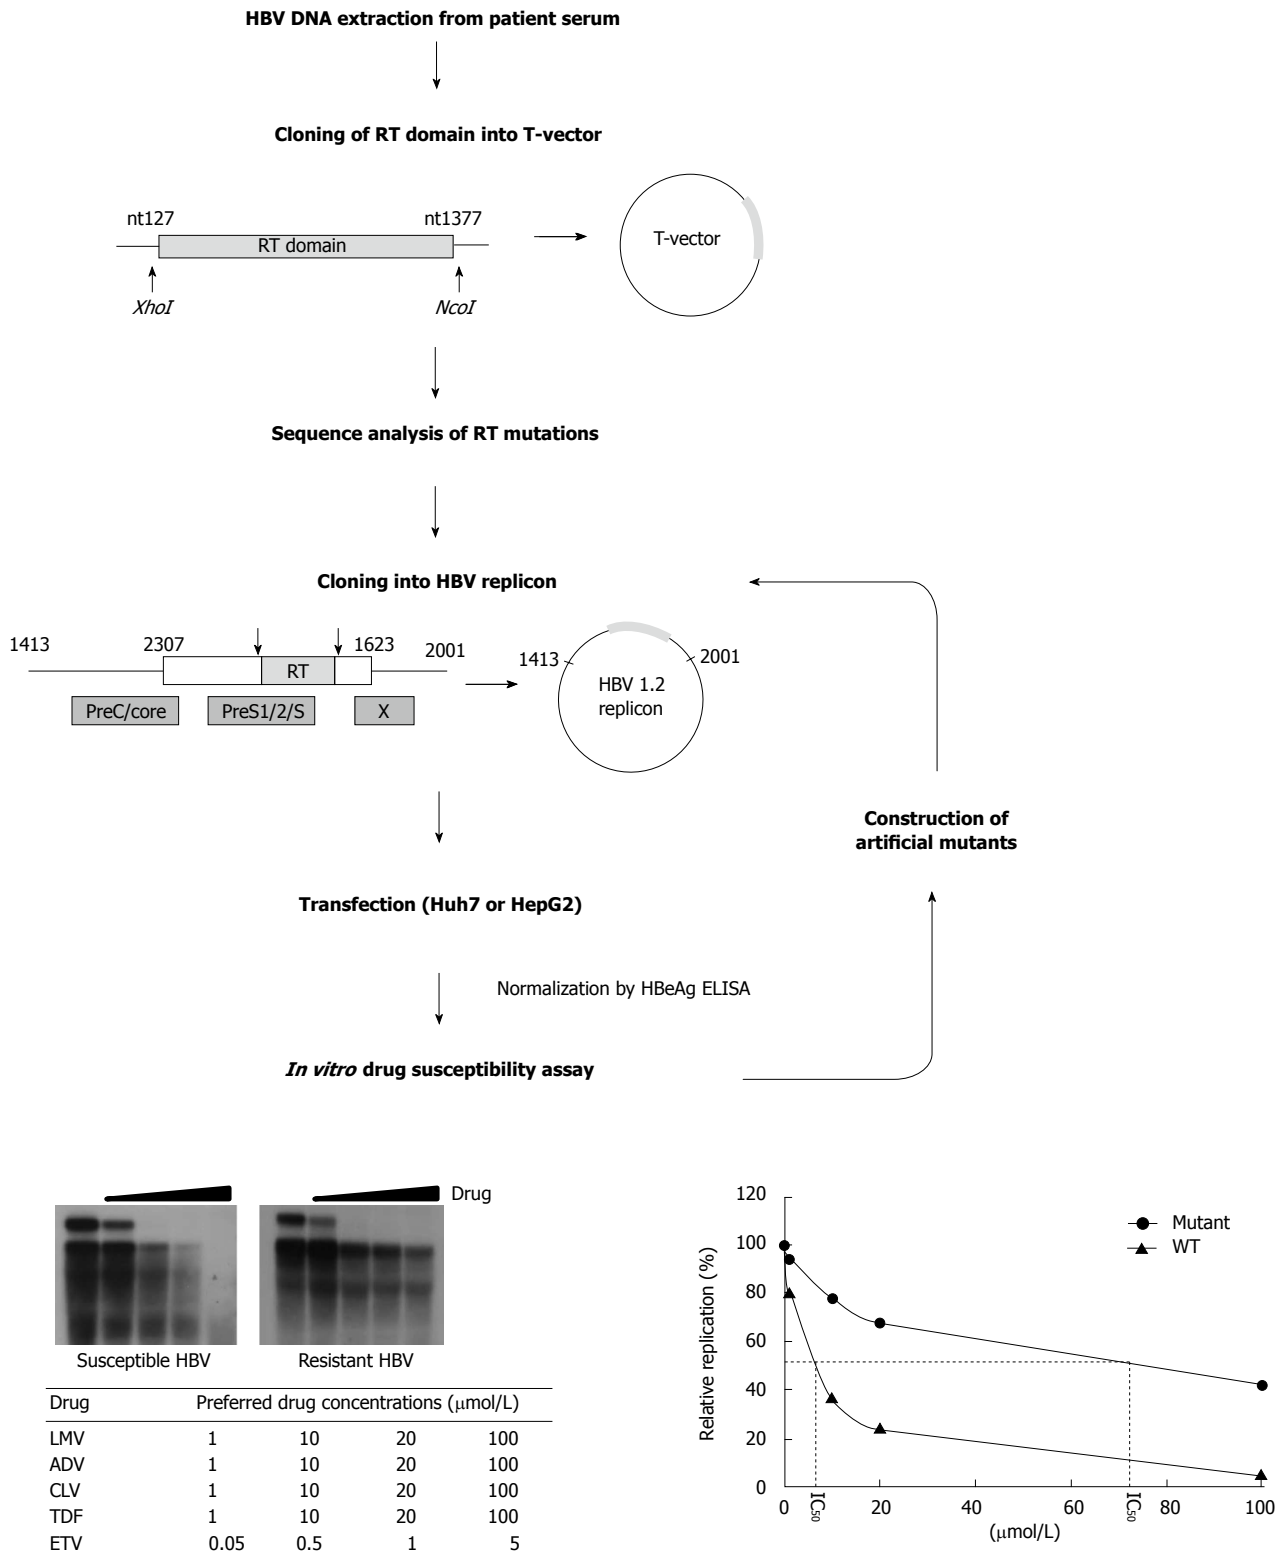 HBV DNA extraction from patient serum
Cloning of RT domain into T-vector
nt127
nt1377
RT domain
XhoI
NcoI
T-vector
Sequence analysis of RT mutations
Cloning into HBV replicon
1413
2307
1623
2001
RT
PreC/core
PreS1/2/S
X
1413
2001
HBV 1.2
replicon
Construction of
artificial mutants
Transfection (Huh7 or HepG2)
Normalization by HBeAg ELISA
In vitro drug susceptibility assay
Drug
Susceptible HBV
Resistant HBV
Drug Preferred drug concentrations (μmol/L)
LMV 1 10 20 100
ADV 1 10 20 100
CLV 1 10 20 100
TDF 1 10 20 100
ETV 0.05 0.5 1 5
Relative replication (%)
120
100
80
60
40
20
0
Mutant
WT
0 20 40 60 80 100
IC50
IC50
(μmol/L)